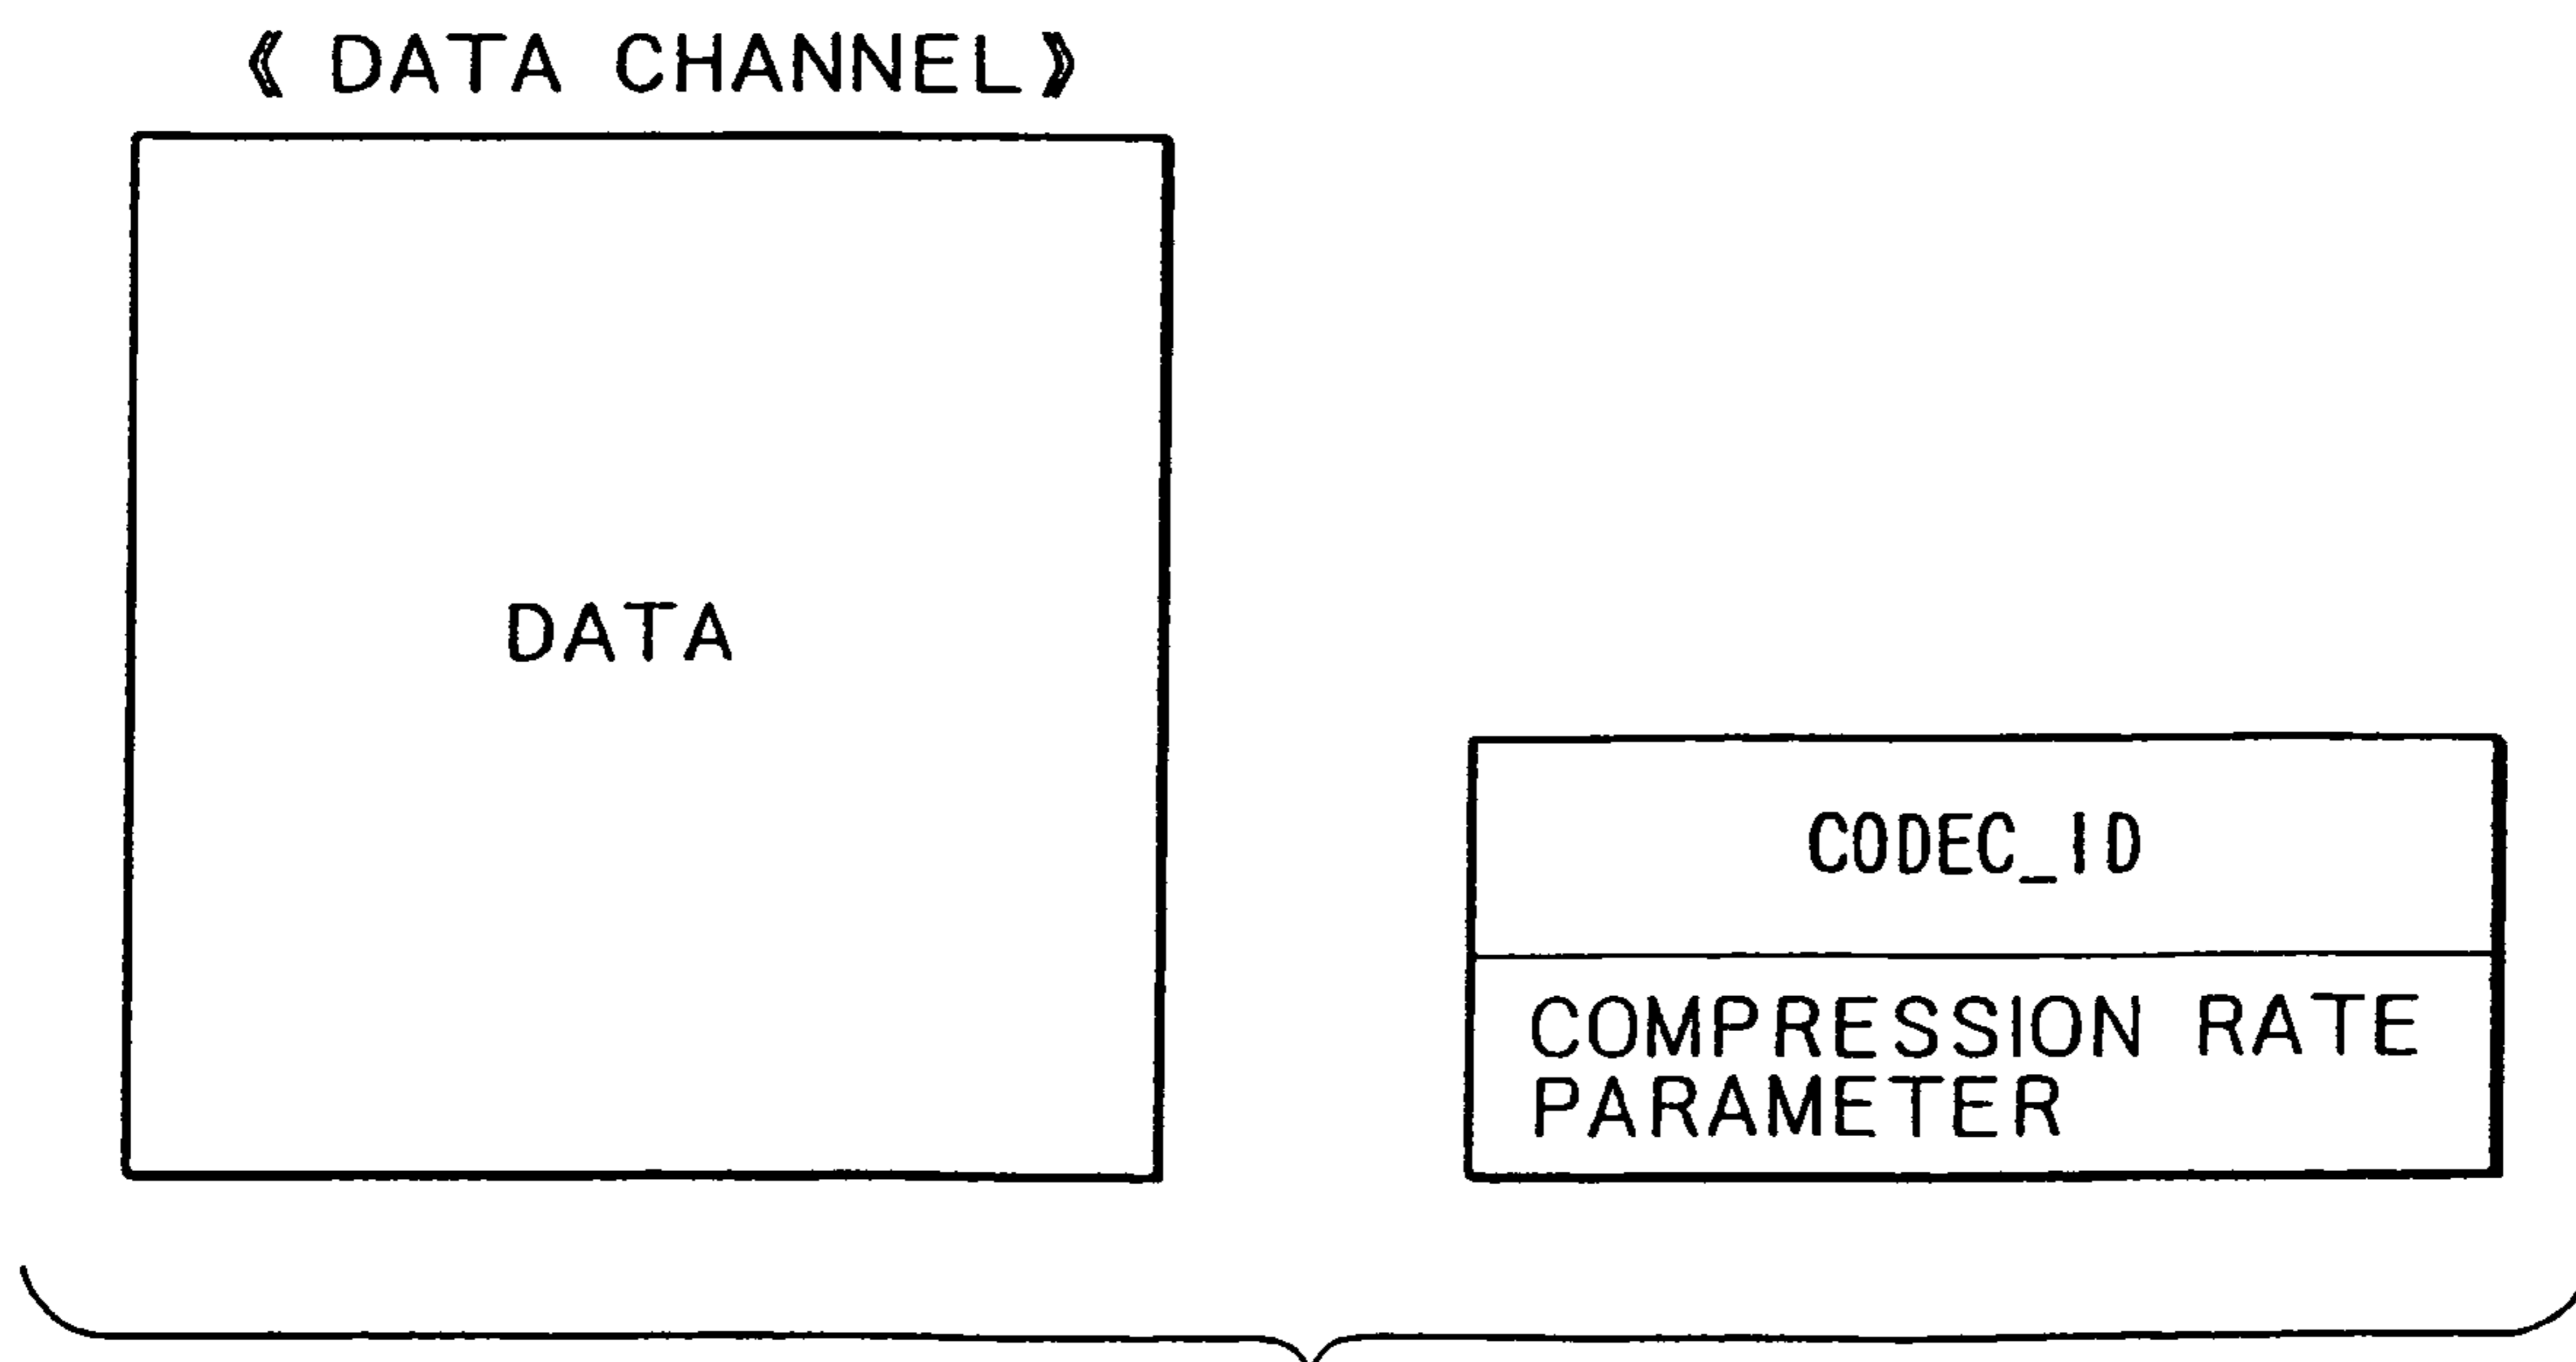 《 DATA CHANNEL》
DATA
CODEC_ID
COMPRESSION RATE
PARAMETER